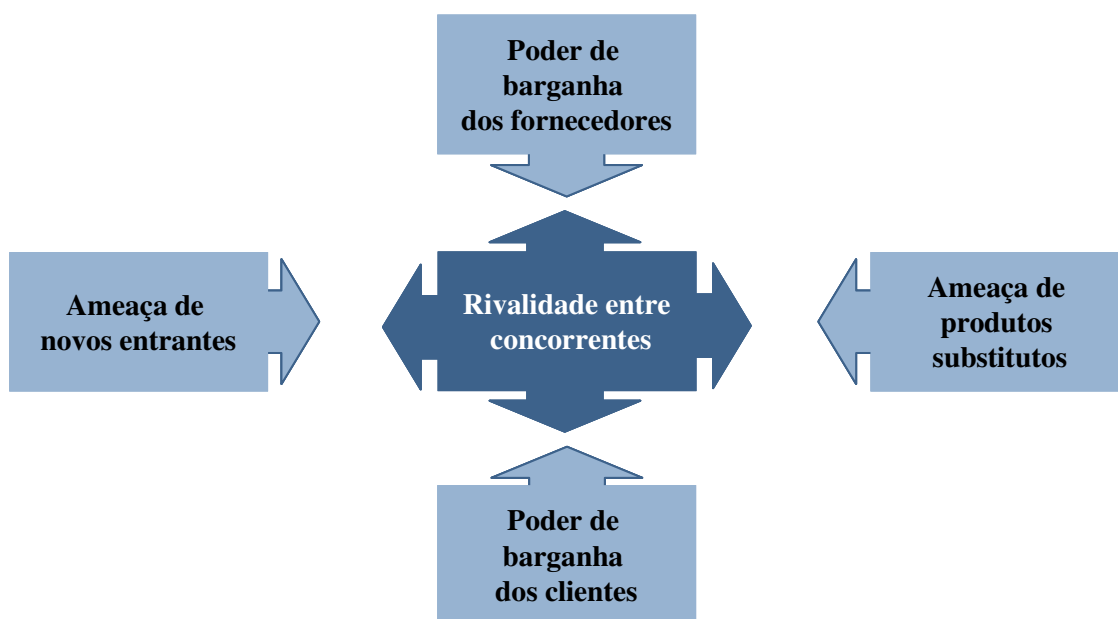 Poder de
barganha
dos fornecedores
Ameaça de
novos entrantes
Rivalidade entre
concorrentes
Ameaça de
produtos
substitutos
Poder de
barganha
dos clientes